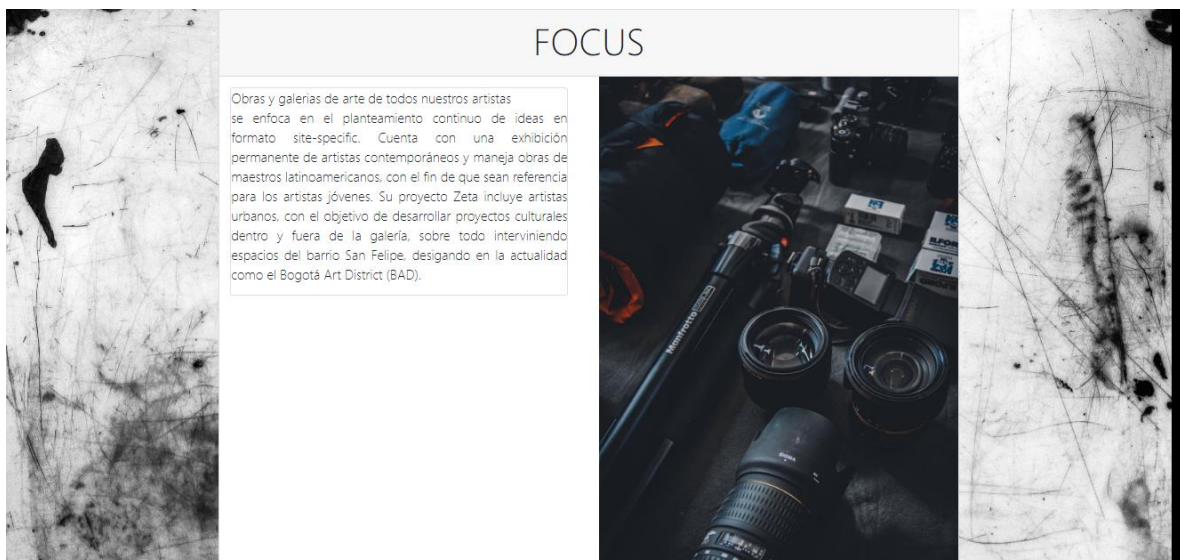 FOCUS
Obras y galerias de arte de todos nuestros artistas
se enfoca en el planteamiento continuo de ideas en
formato site-specific. Cuenta con una exhibición
permanente de artistas contemporáneos y maneja obras de
maestros latinoamericanos, con el fin de que sean referencia
para los artistas jóvenes. Su proyecto Zeta incluye artistas
urbanos, con el objetivo de desarrollar proyectos culturales
dentro y fuera de la galería, sobre todo interviniendo
espacios del barrio San Felipe, desigando en la actualidad
como el Bogotá Art District (BAD).
Manfrotto
SIGMA